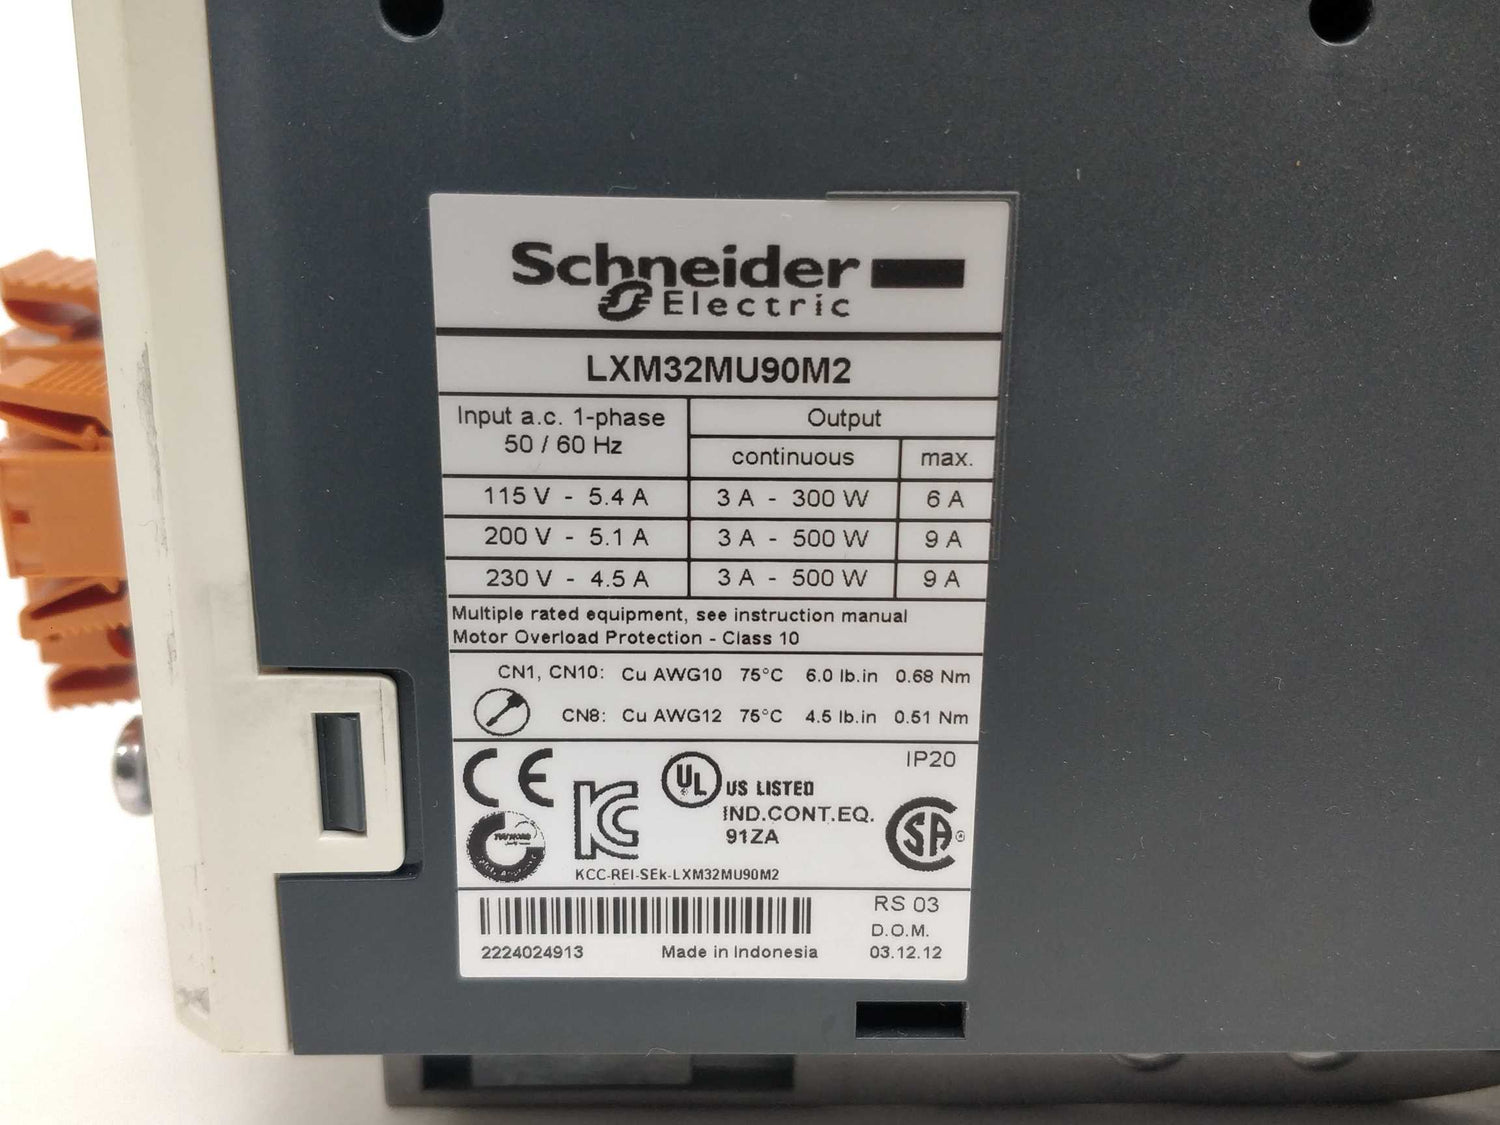 Schneider
Electric
LXM32MU90M2
Input a.c. 1-phase
50 / 60 Hz
Output
continuous
max.
115 V - 5.4 A
3 A - 300 W
6 A
200 V - 5.1 A
3 A - 500 W
9 A
230 V - 4.5 A
3 A - 500 W
9 A
Multiple rated equipment, see instruction manual
Motor Overload Protection - Class 10
CN1, CN10: Cu AWG10 75°C 6.0 lb.in 0.68 Nm
CN8: Cu AWG12 75°C 4.5 lb.in 0.51 Nm
CE
IP20
UL
US LISTED
IND.CONT.EQ.
91ZA
KC
SA
®
KCC-REI-SEk-LXM32MU90M2
RS 03
D.O.M.
2224024913
Made in Indonesia
03.12.12